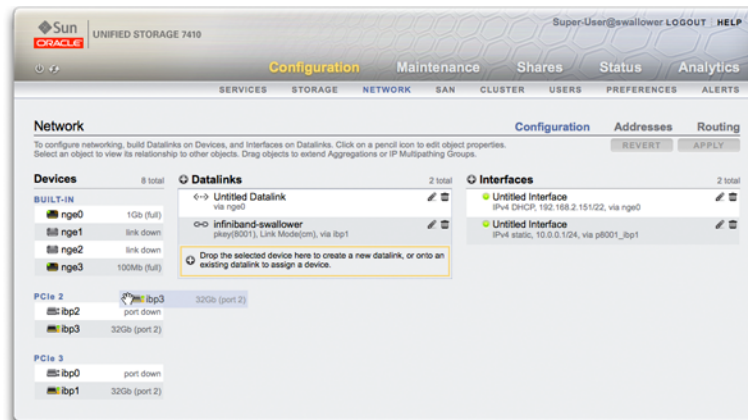 Sun
ORACLE
UNIFIED STORAGE 7410
Super-User@swallower LOGOUT HELP
Configuration Maintenance Shares Status Analytics
SERVICES STORAGE NETWORK SAN CLUSTER USERS PREFERENCES ALERTS
Network
Configuration Addresses Routing
To configure networking, build Datalinks on Devices, and Interfaces on Datalinks. Click on a pencil icon to edit object properties.
Select an object to view its relationship to other objects. Drag objects to extend Aggregations or IP Multipathing Groups.
REVERT APPLY
Devices 8 total
BUILT-IN
nge0 1Gb (full)
nge1 link down
nge2 link down
nge3 100Mb (full)
PCIe 2
ibp3 32Gb (port 2)
ibp2 port down
ibp3 32Gb (port 2)
PCIe 3
ibp0 port down
ibp1 32Gb (port 2)
Datalinks 2 total
Untitled Datalink
via nge0
infiniband-swallower
pkey(8001), Link Mode(cm), via ibp1
Drop the selected device here to create a new datalink, or onto an
existing datalink to assign a device.
Interfaces 2 total
Untitled Interface
IPv4 DHCP, 192.168.2.151/22, via nge0
Untitled Interface
IPv4 static, 10.0.0.1/24, via p8001_ibp1